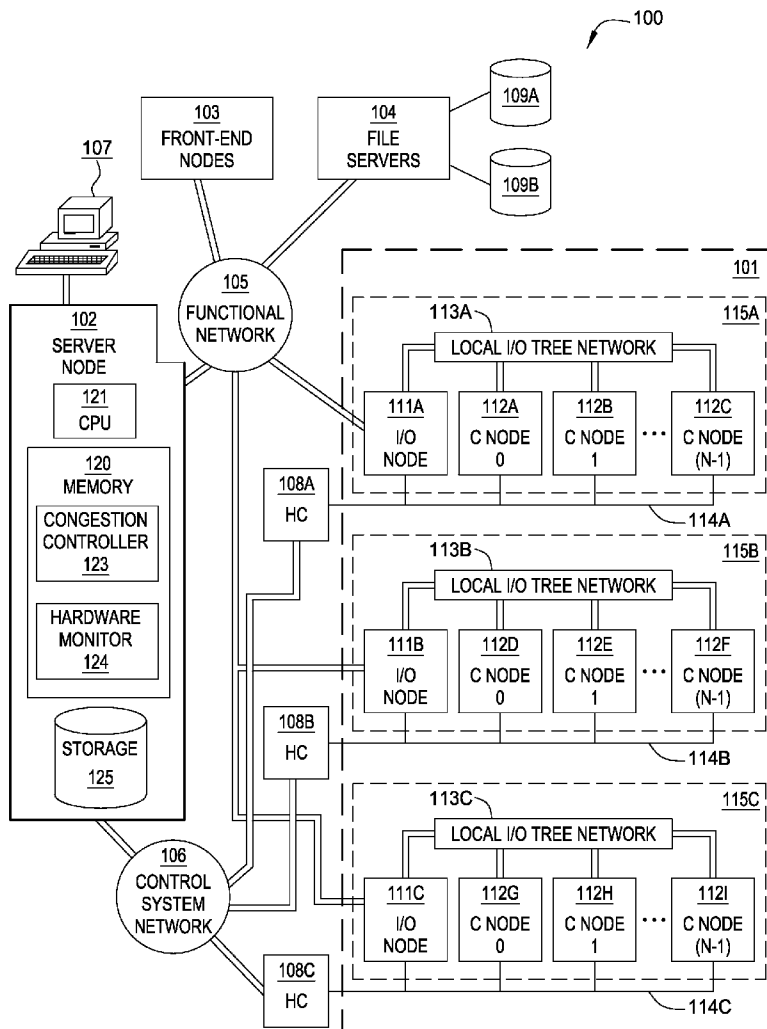 100
103
FRONT-END
NODES
104
FILE
SERVERS
109A
109B
107
105
FUNCTIONAL
NETWORK
102
SERVER
NODE
121
CPU
120
MEMORY
CONGESTION
CONTROLLER
123
HARDWARE
MONITOR
124
STORAGE
125
106
CONTROL
SYSTEM
NETWORK
108A
HC
108B
HC
108C
HC
101
113A
115A
LOCAL I/O TREE NETWORK
111A
I/O
NODE
112A
C NODE
0
112B
C NODE
1
•••
112C
C NODE
(N-1)
114A
113B
115B
LOCAL I/O TREE NETWORK
111B
I/O
NODE
112D
C NODE
0
112E
C NODE
1
•••
112F
C NODE
(N-1)
114B
113C
115C
LOCAL I/O TREE NETWORK
111C
I/O
NODE
112G
C NODE
0
112H
C NODE
1
•••
112I
C NODE
(N-1)
114C